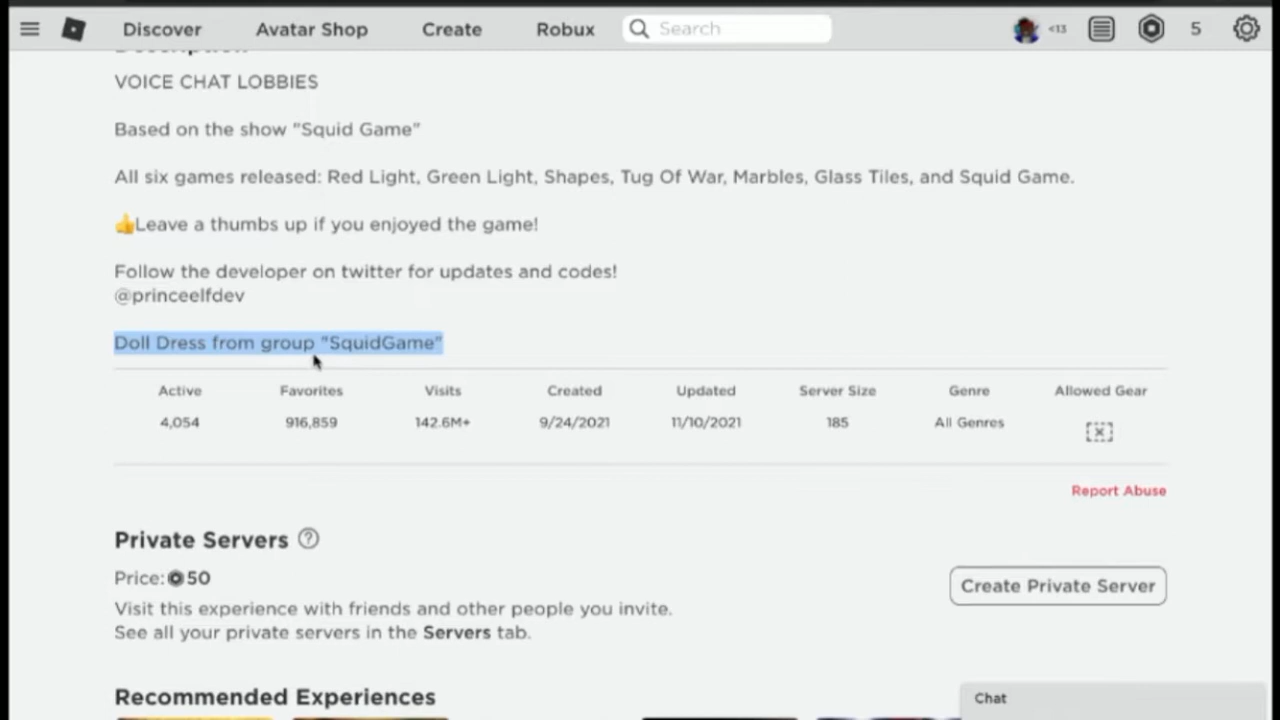 Discover Avatar Shop Create Robux Search <13 5
Description
VOICE CHAT LOBBIES
Based on the show "Squid Game"
All six games released: Red Light, Green Light, Shapes, Tug Of War, Marbles, Glass Tiles, and Squid Game.
👍Leave a thumbs up if you enjoyed the game!
Follow the developer on twitter for updates and codes!
@princeelfdev
Doll Dress from group "SquidGame"
Active Favorites Visits Created Updated Server Size Genre Allowed Gear
4,054 916,859 142.6M+ 9/24/2021 11/10/2021 185 All Genres
Report Abuse
Private Servers ?
Price: 50
Create Private Server
Visit this experience with friends and other people you invite.
See all your private servers in the Servers tab.
Recommended Experiences
Chat